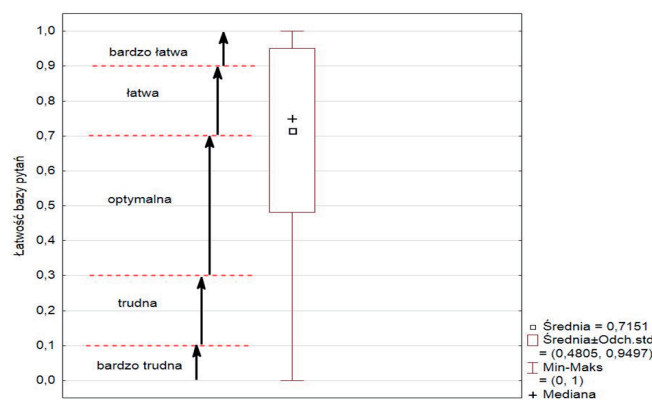 Łatwość bazy pytań
1,0
0,9
0,8
0,7
0,6
0,5
0,4
0,3
0,2
0,1
0,0
bardzo łatwa
łatwa
optymalna
trudna
bardzo trudna
Średnia = 0,7151
Średnia±Odch.std
= (0,4805, 0,9497)
Min-Maks
= (0, 1)
Mediana